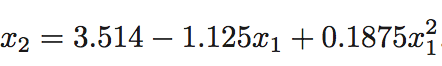 x₂ = 3.514 − 1.125x₁ + 0.1875x₁².